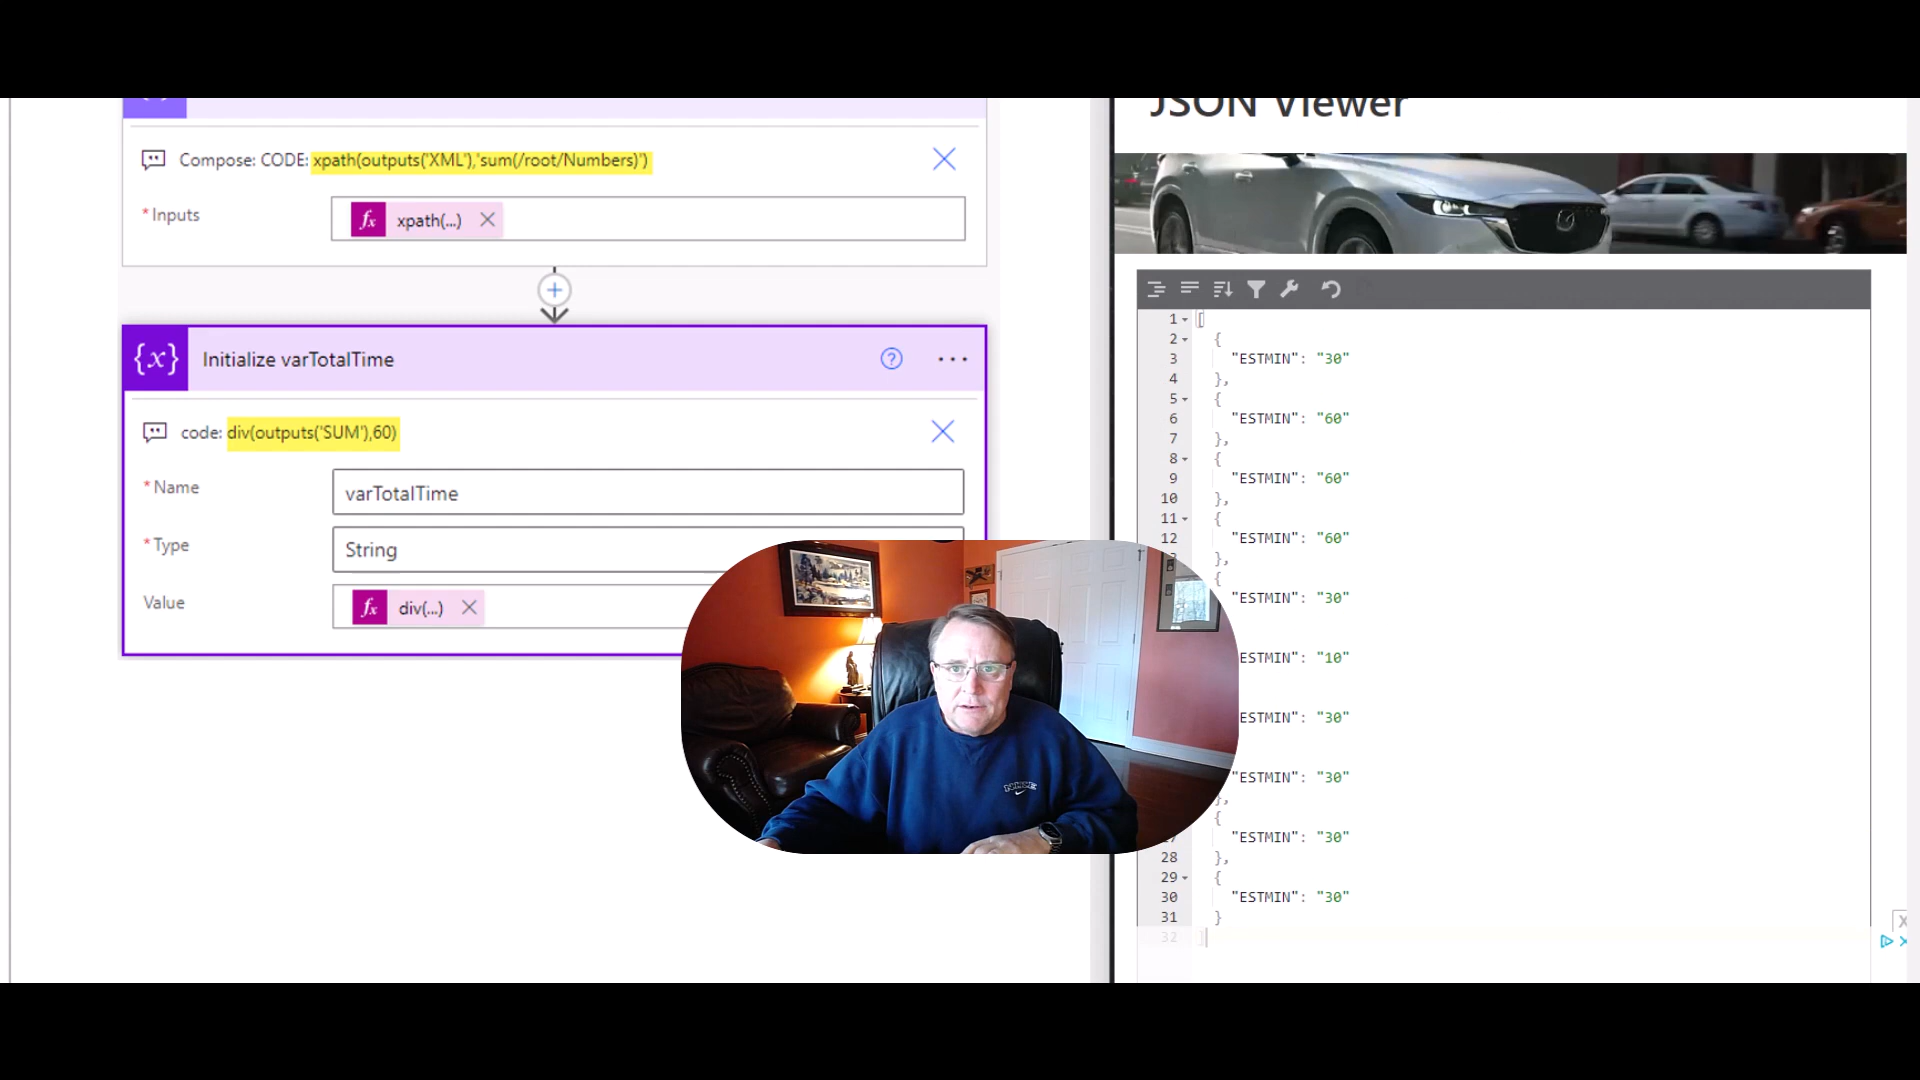 Compose: CODE: xpath(outputs('XML'),'sum(/root/Numbers)')
*Inputs
fx xpath(...) ×
{x} Initialize varTotalTime
code: div(outputs('SUM'),60)
*Name
varTotalTime
*Type
String
Value
fx div(...) ×
NIKE
JSON Viewer
1 [
2 {
3 "ESTMIN": "30"
4 },
5 {
6 "ESTMIN": "60"
7 },
8 {
9 "ESTMIN": "60"
10 },
11 {
12 "ESTMIN": "60"
},
{
"ESTMIN": "30"
ESTMIN": "10"
ESTMIN": "30"
ESTMIN": "30"
},
{
"ESTMIN": "30"
28 },
29 {
30 "ESTMIN": "30"
31 }
32 ]